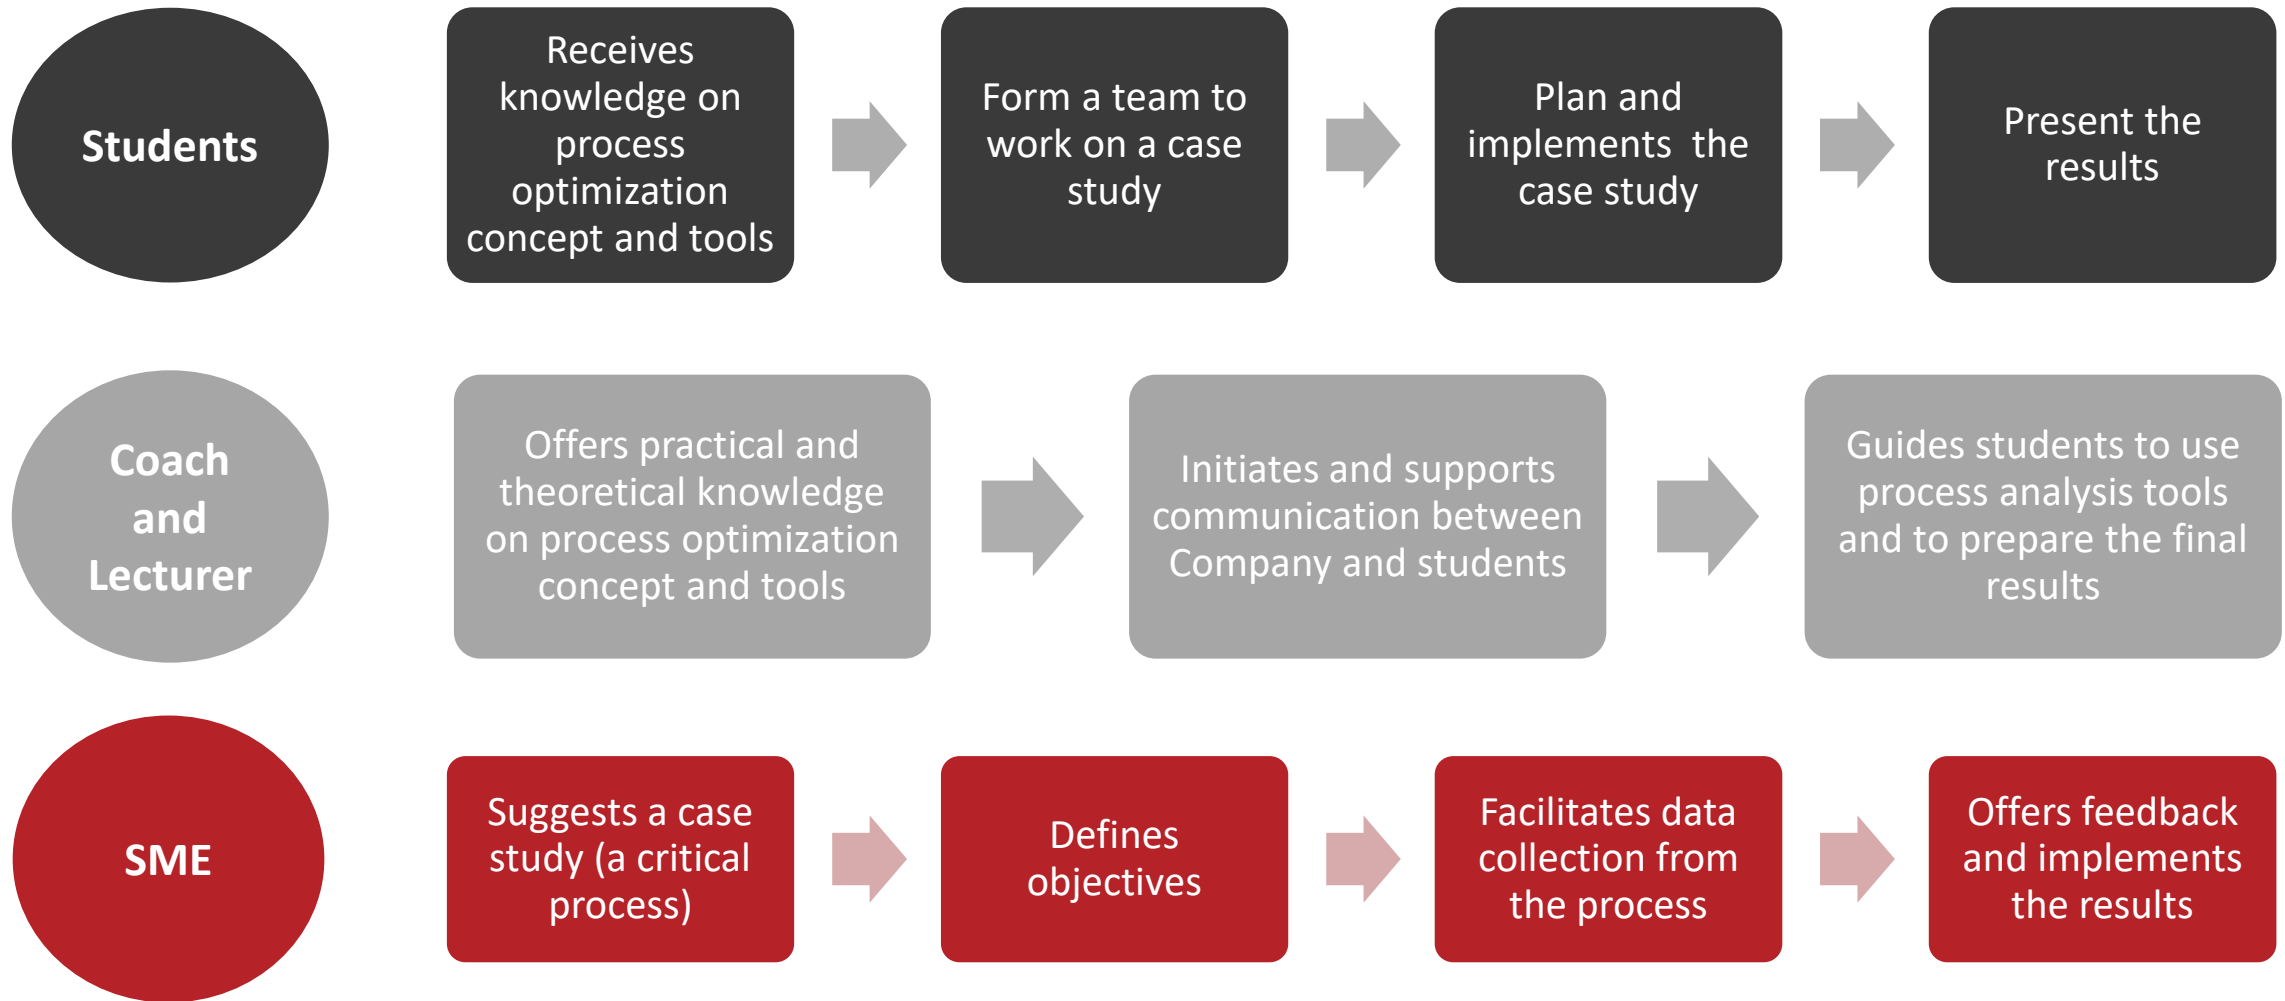 Students
Receives
knowledge on
process
optimization
concept and tools
Form a team to
work on a case
study
Plan and
implements  the
case study
Present the
results
Coach
and
Lecturer
Offers practical and
theoretical knowledge
on process optimization
concept and tools
Initiates and supports
communication between
Company and students
Guides students to use
process analysis tools
and to prepare the final
results
SME
Suggests a case
study (a critical
process)
Defines
objectives
Facilitates data
collection from
the process
Offers feedback
and implements
the results